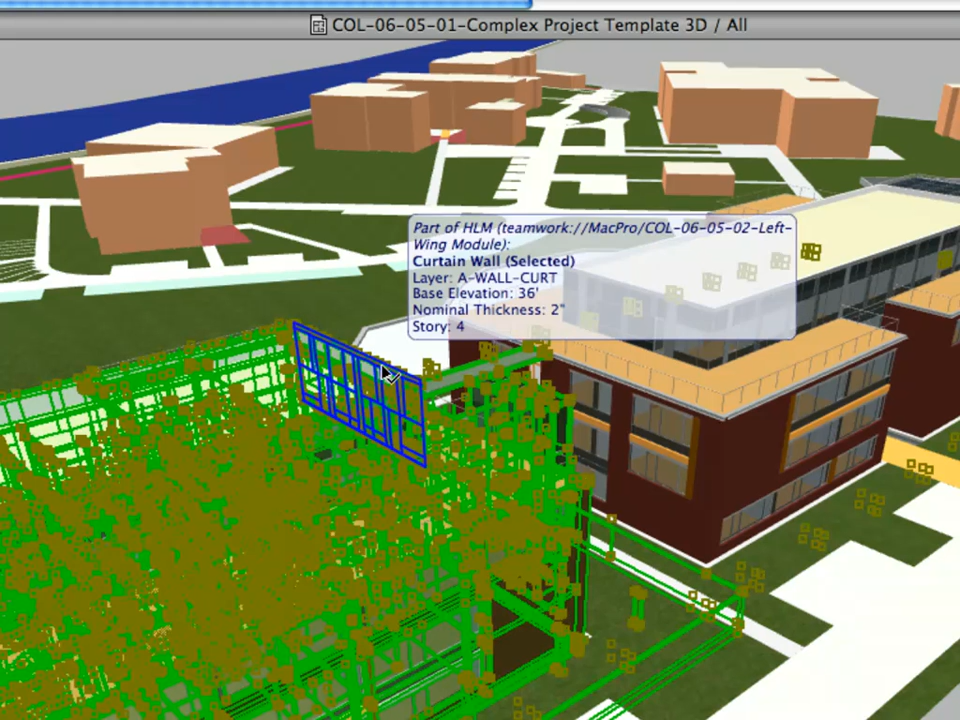 COL-06-05-01-Complex Project Template 3D / All
Part of HLM (teamwork://MacPro/COL-06-05-02-Left-
Wing Module):
Curtain Wall (Selected)
Layer: A-WALL-CURT
Base Elevation: 36'
Nominal Thickness: 2"
Story: 4